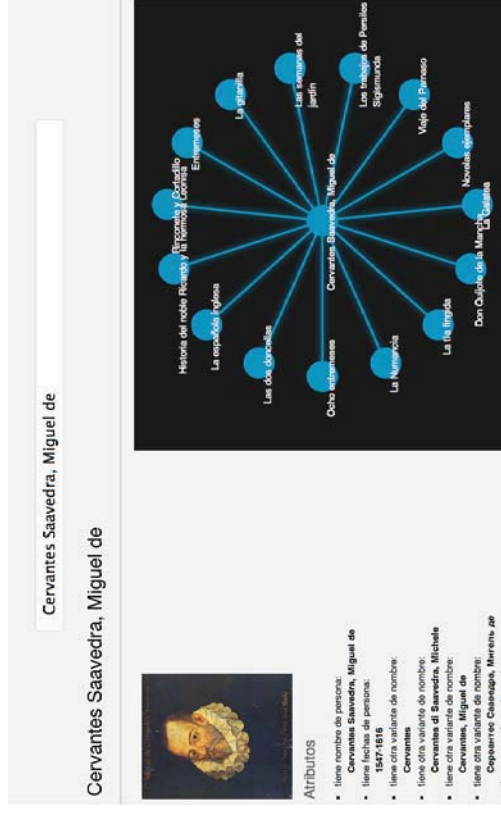 Cervantes Saavedra, Miguel de
Cervantes Saavedra, Miguel de
Atributos
• tiene nombre de persona:
Cervantes Saavedra, Miguel de
• tiene fechas de persona:
1547-1616
• tiene otra variante de nombre:
Cervantes
• tiene otra variante de nombre:
Cervantes di Saavedra, Michele
• tiene otra variante de nombre:
Cervantes, Miguel de
• tiene otra variante de nombre:
Сервантес Сааведра, Мигель де
Rinconete y Cortadillo
Historia del noble Ricardo y la hermosa Leonisa
Entremeses
La gitanilla
Las semanas del
jardín
Los trabajos de Persiles
Sigismunda
Viaje del Parnaso
Novelas ejemplares
La Galatea
Don Quijote de la Mancha
La tía fingida
La Numancia
Ocho entremeses
Las dos doncellas
La española inglesa
Cervantes Saavedra, Miguel de